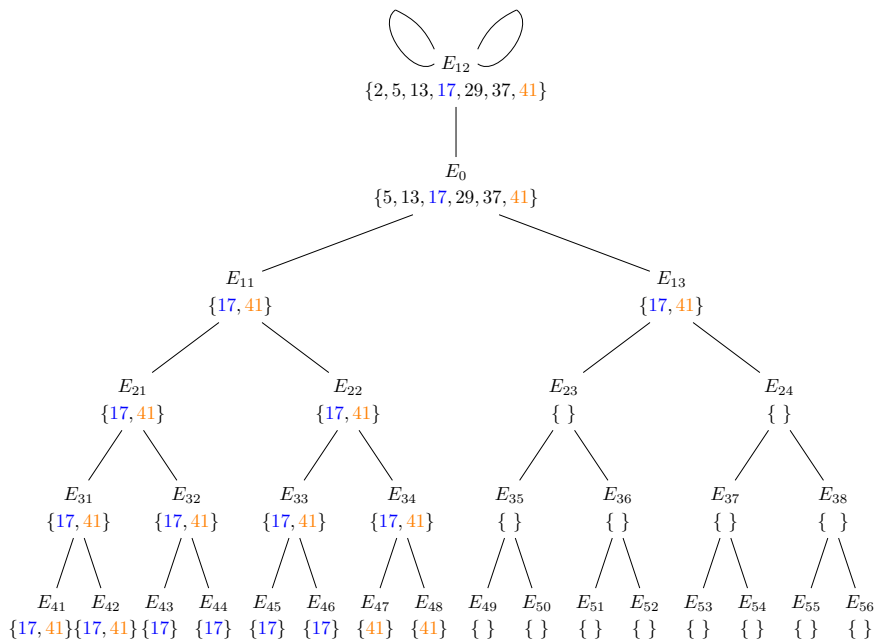 E12
{2, 5, 13, 17, 29, 37, 41}
E0
{5, 13, 17, 29, 37, 41}
E11 E13
{17, 41} {17, 41}
E21 E22 E23 E24
{17, 41} {17, 41} { } { }
E31 E32 E33 E34 E35 E36 E37 E38
{17, 41} {17, 41} {17, 41} {17, 41} { } { } { } { }
E41 E42 E43 E44 E45 E46 E47 E48 E49 E50 E51 E52 E53 E54 E55 E56
{17, 41} {17, 41} {17} {17} {17} {17} {41} {41} { } { } { } { } { } { } { } { }